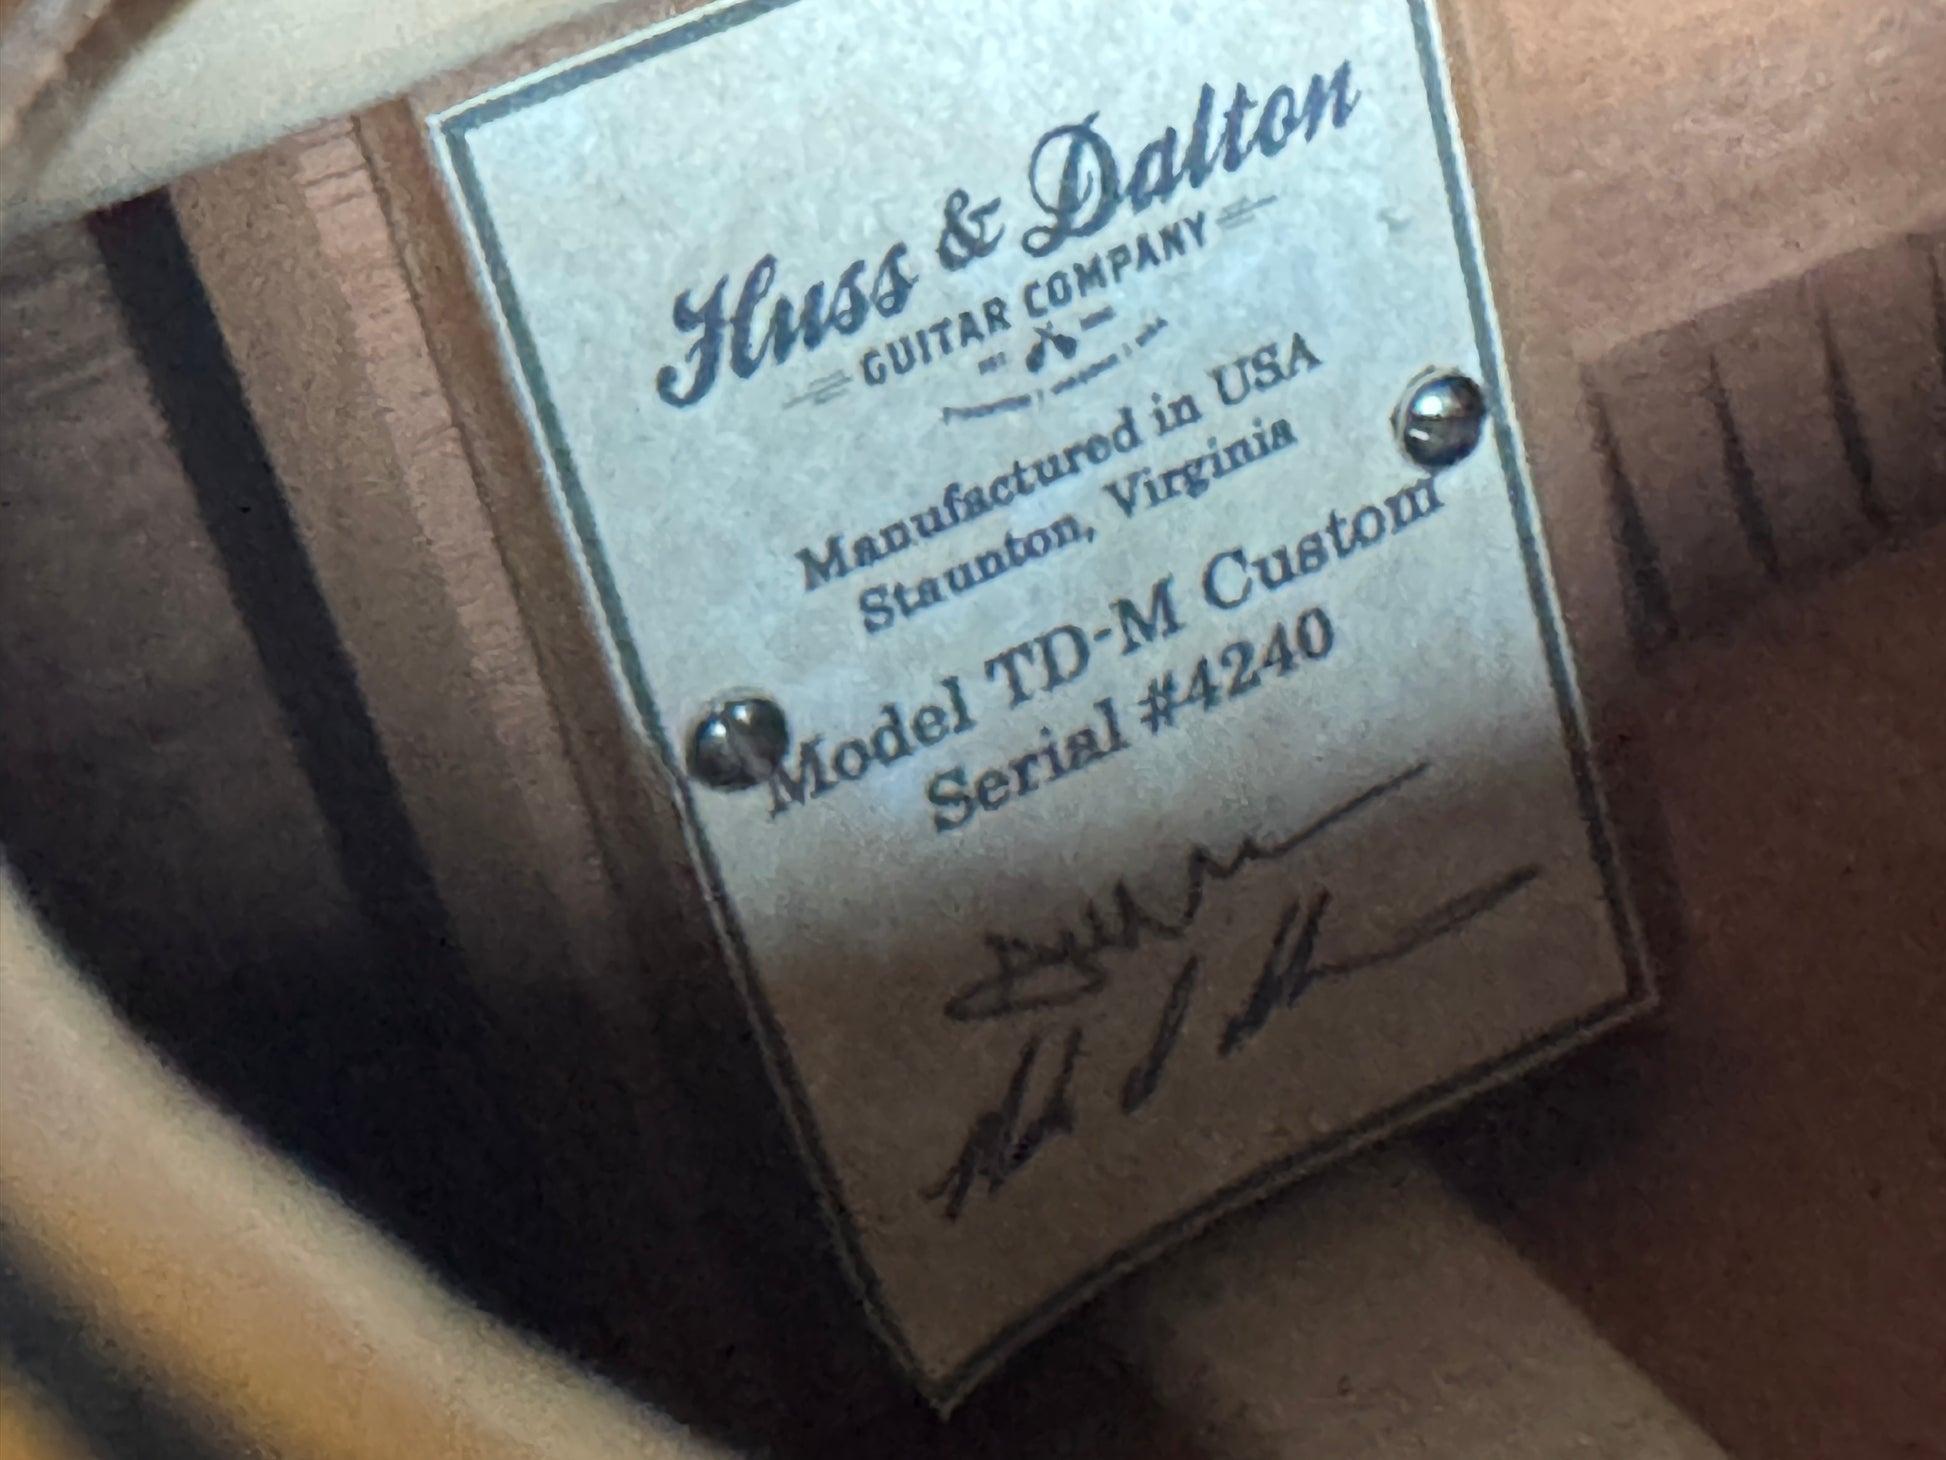 Huss & Dalton
GUITAR COMPANY
Manufactured in USA
Staunton, Virginia
Model TD-M Custom
Serial #4240